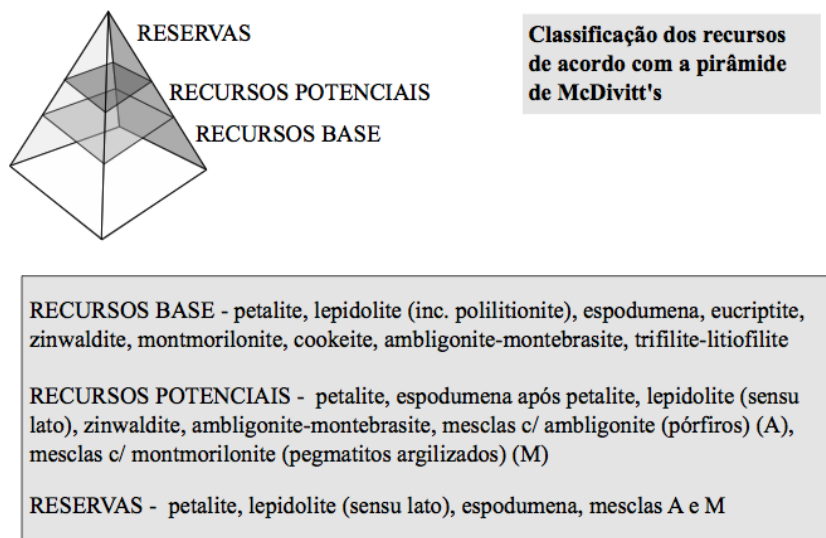 RESERVAS
RECURSOS POTENCIAIS
RECURSOS BASE
Classificação dos recursos
de acordo com a pirâmide
de McDivitt's
RECURSOS BASE - petalite, lepidolite (inc. polilitionite), espodumena, eucriptite,
zinwaldite, montmorilonite, cookeite, ambligonite-montebrasite, trifilite-litiofilite
RECURSOS POTENCIAIS - petalite, espodumena após petalite, lepidolite (sensu
lato), zinwaldite, ambligonite-montebrasite, mesclas c/ ambligonite (pórfiros) (A),
mesclas c/ montmorilonite (pegmatitos argilizados) (M)
RESERVAS - petalite, lepidolite (sensu lato), espodumena, mesclas A e M